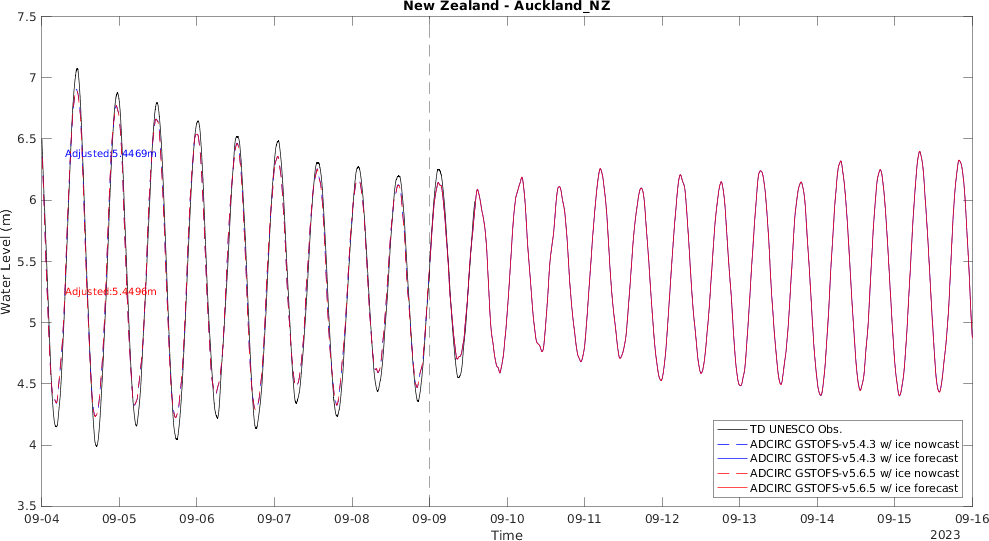 New Zealand - Auckland_NZ
7.5
7
6.5
6
5.5
5
4.5
4
3.5
Water Level (m)
Adjusted:5.4469m
Adjusted:5.4496m
TD UNESCO Obs.
ADCIRC GSTOFS-v5.4.3 w/ ice nowcast
ADCIRC GSTOFS-v5.4.3 w/ ice forecast
ADCIRC GSTOFS-v5.6.5 w/ ice nowcast
ADCIRC GSTOFS-v5.6.5 w/ ice forecast
09-04 09-05 09-06 09-07 09-08 09-09 09-10 09-11 09-12 09-13 09-14 09-15 09-16
Time
2023